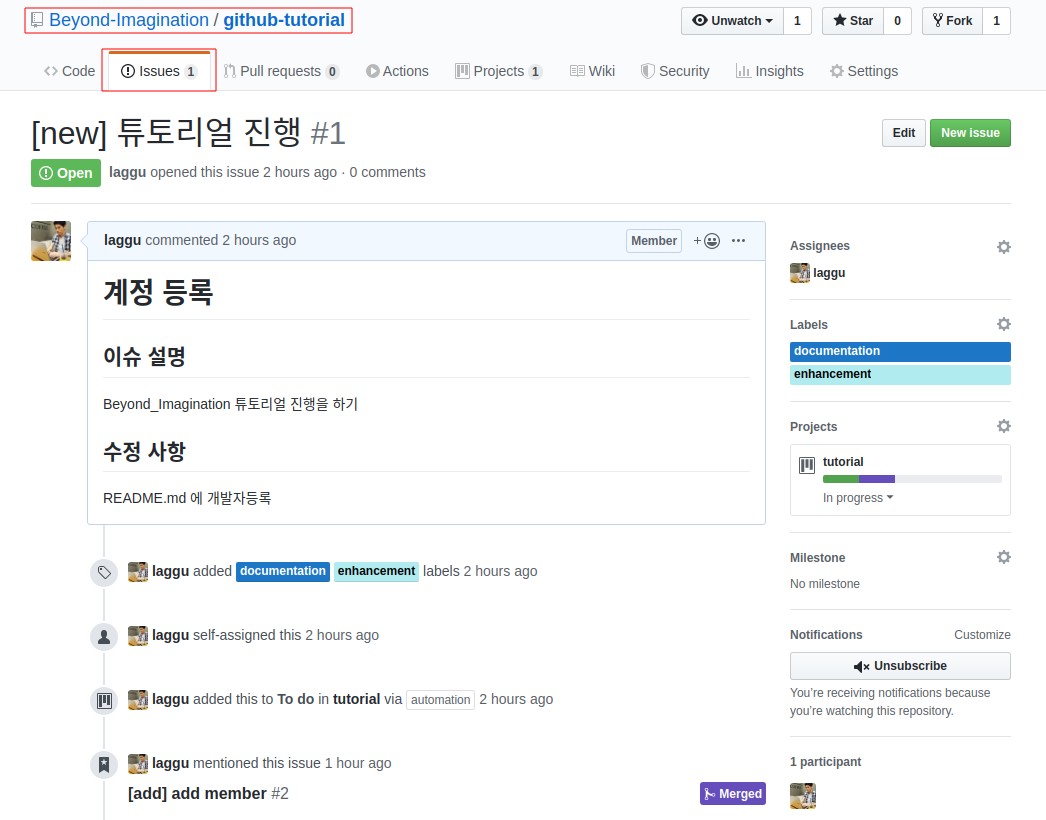 Beyond-Imagination / github-tutorial
Unwatch 1 Star 0 Fork 1
Code Issues 1 Pull requests 0 Actions Projects 1 Wiki Security Insights Settings
[new] 튜토리얼 진행 #1
Edit New issue
Open laggu opened this issue 2 hours ago · 0 comments
laggu commented 2 hours ago Member
계정 등록
이슈 설명
Beyond_Imagination 튜토리얼 진행을 하기
수정 사항
README.md 에 개발자등록
laggu added documentation enhancement labels 2 hours ago
laggu self-assigned this 2 hours ago
laggu added this to To do in tutorial via automation 2 hours ago
laggu mentioned this issue 1 hour ago
[add] add member #2 Merged
Assignees
laggu
Labels
documentation
enhancement
Projects
tutorial
In progress
Milestone
No milestone
Notifications Customize
Unsubscribe
You're receiving notifications because
you're watching this repository.
1 participant